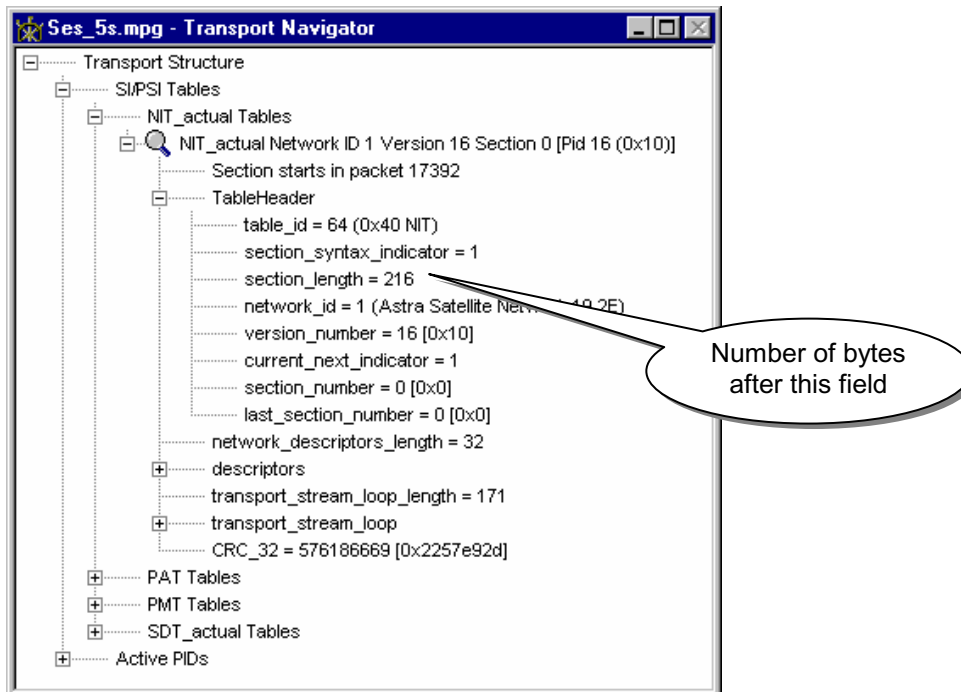 Ses_5s.mpg - Transport Navigator
Transport Structure
SI/PSI Tables
NIT_actual Tables
NIT_actual Network ID 1 Version 16 Section 0 [Pid 16 (0x10)]
Section starts in packet 17392
TableHeader
table_id = 64 (0x40 NIT)
section_syntax_indicator = 1
section_length = 216
network_id = 1 (Astra Satellite Network 19.2E)
version_number = 16 [0x10]
current_next_indicator = 1
section_number = 0 [0x0]
last_section_number = 0 [0x0]
network_descriptors_length = 32
descriptors
transport_stream_loop_length = 171
transport_stream_loop
CRC_32 = 576186669 [0x2257e92d]
PAT Tables
PMT Tables
SDT_actual Tables
Active PIDs
Number of bytes
after this field